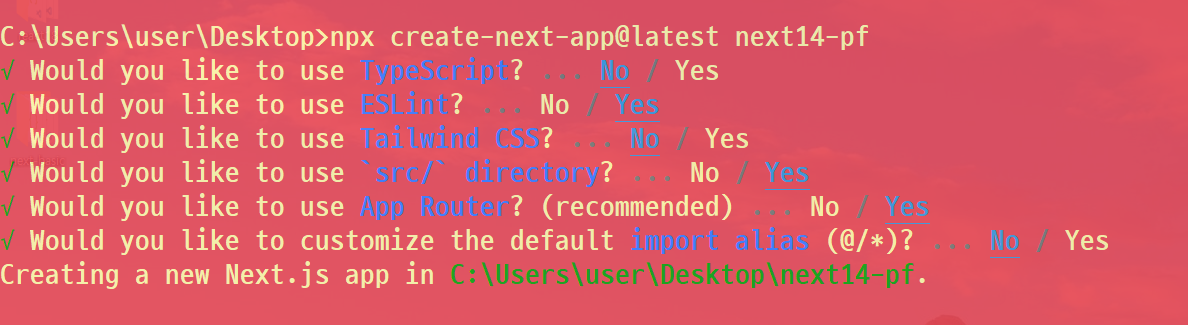 C:\Users\user\Desktop>npx create-next-app@latest next14-pf
√ Would you like to use TypeScript? ... No / Yes
√ Would you like to use ESLint? ... No / Yes
√ Would you like to use Tailwind CSS? ... No / Yes
√ Would you like to use `src/` directory? ... No / Yes
√ Would you like to use App Router? (recommended) ... No / Yes
√ Would you like to customize the default import alias (@/*)? ... No / Yes
Creating a new Next.js app in C:\Users\user\Desktop\next14-pf.